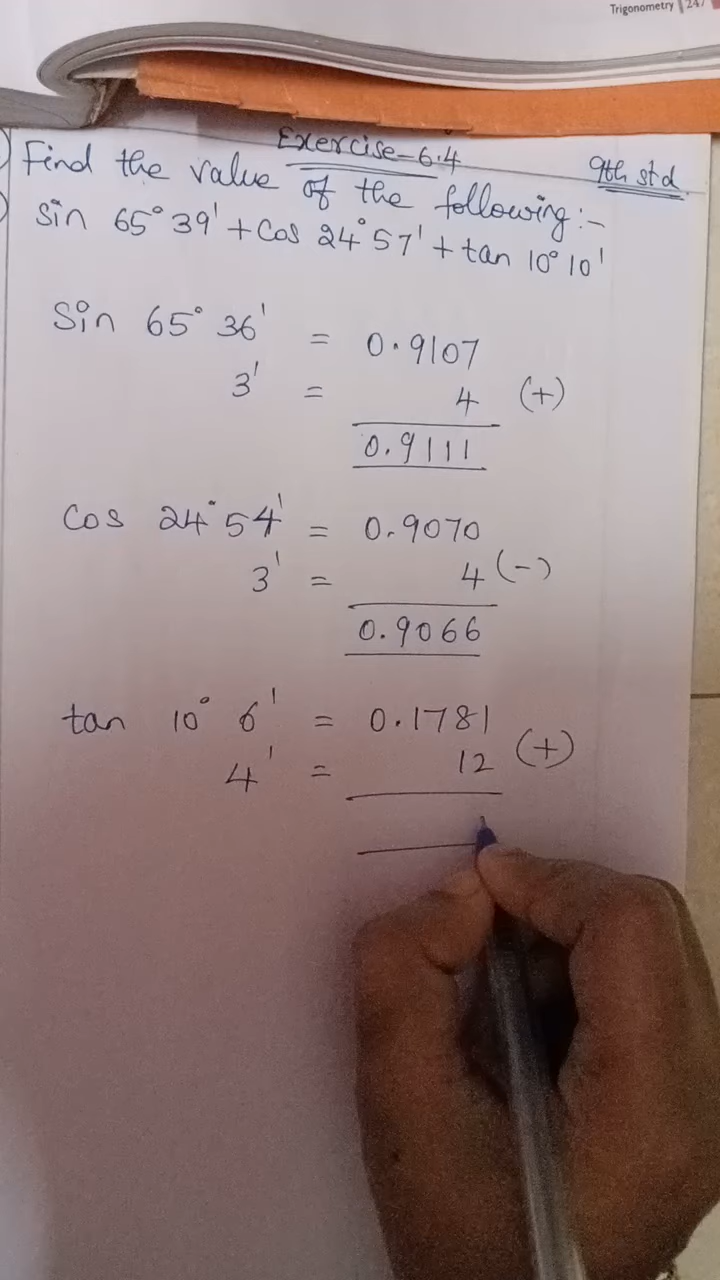 Trigonometry | 247
Exercise-6.4
9th std
Find the value of the following:-
sin 65° 39' + cos 24° 57' + tan 10° 10'
Sin 65° 36' = 0.9107
3' = 4 (+)
0.9111
cos 24° 54' = 0.9070
3' = 4 (-)
0.9066
tan 10° 6' = 0.1781
4' = 12 (+)